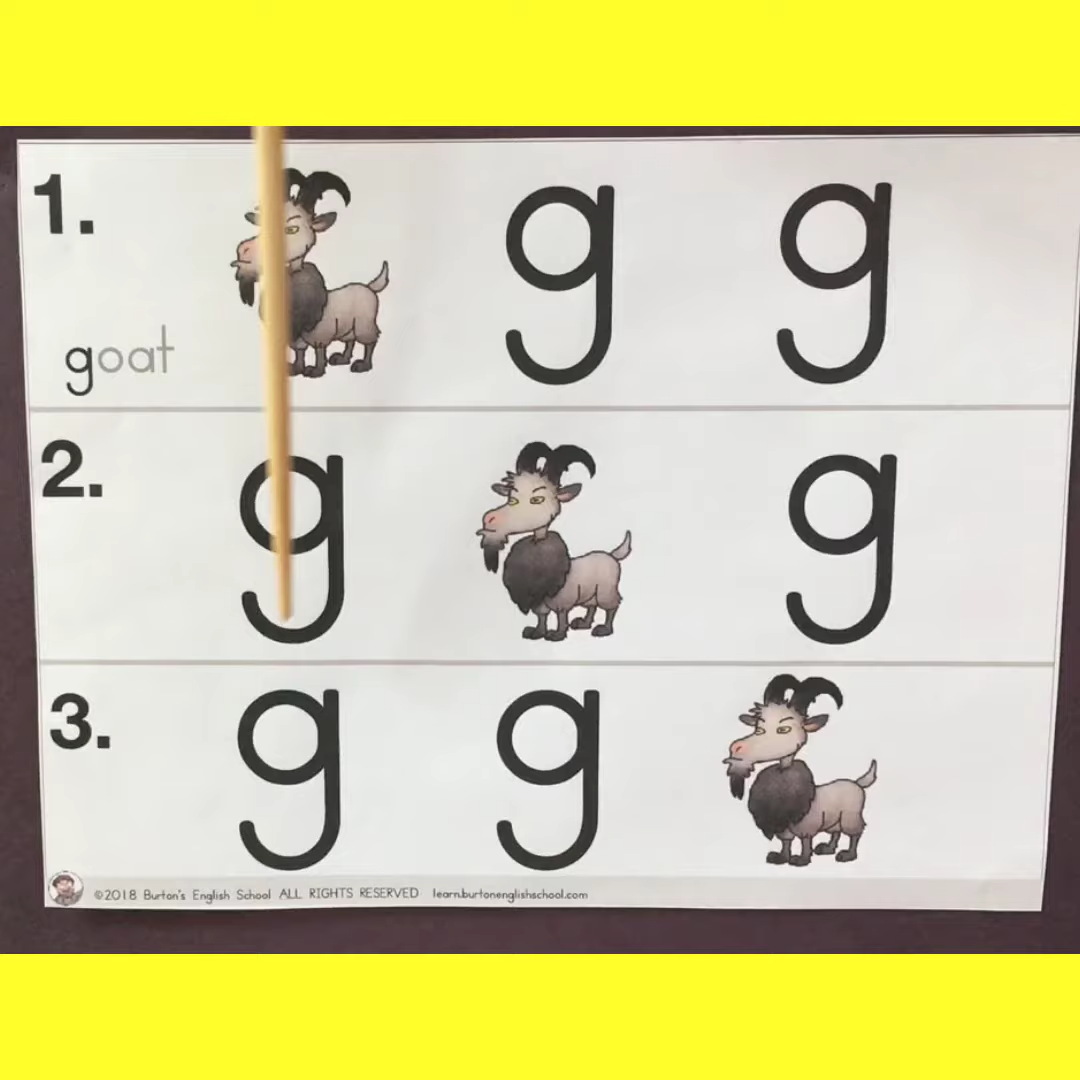 1. g g
goat
2. g g
3. g g
©2018 Burton's English School ALL RIGHTS RESERVED learn.burtonenglishschool.com